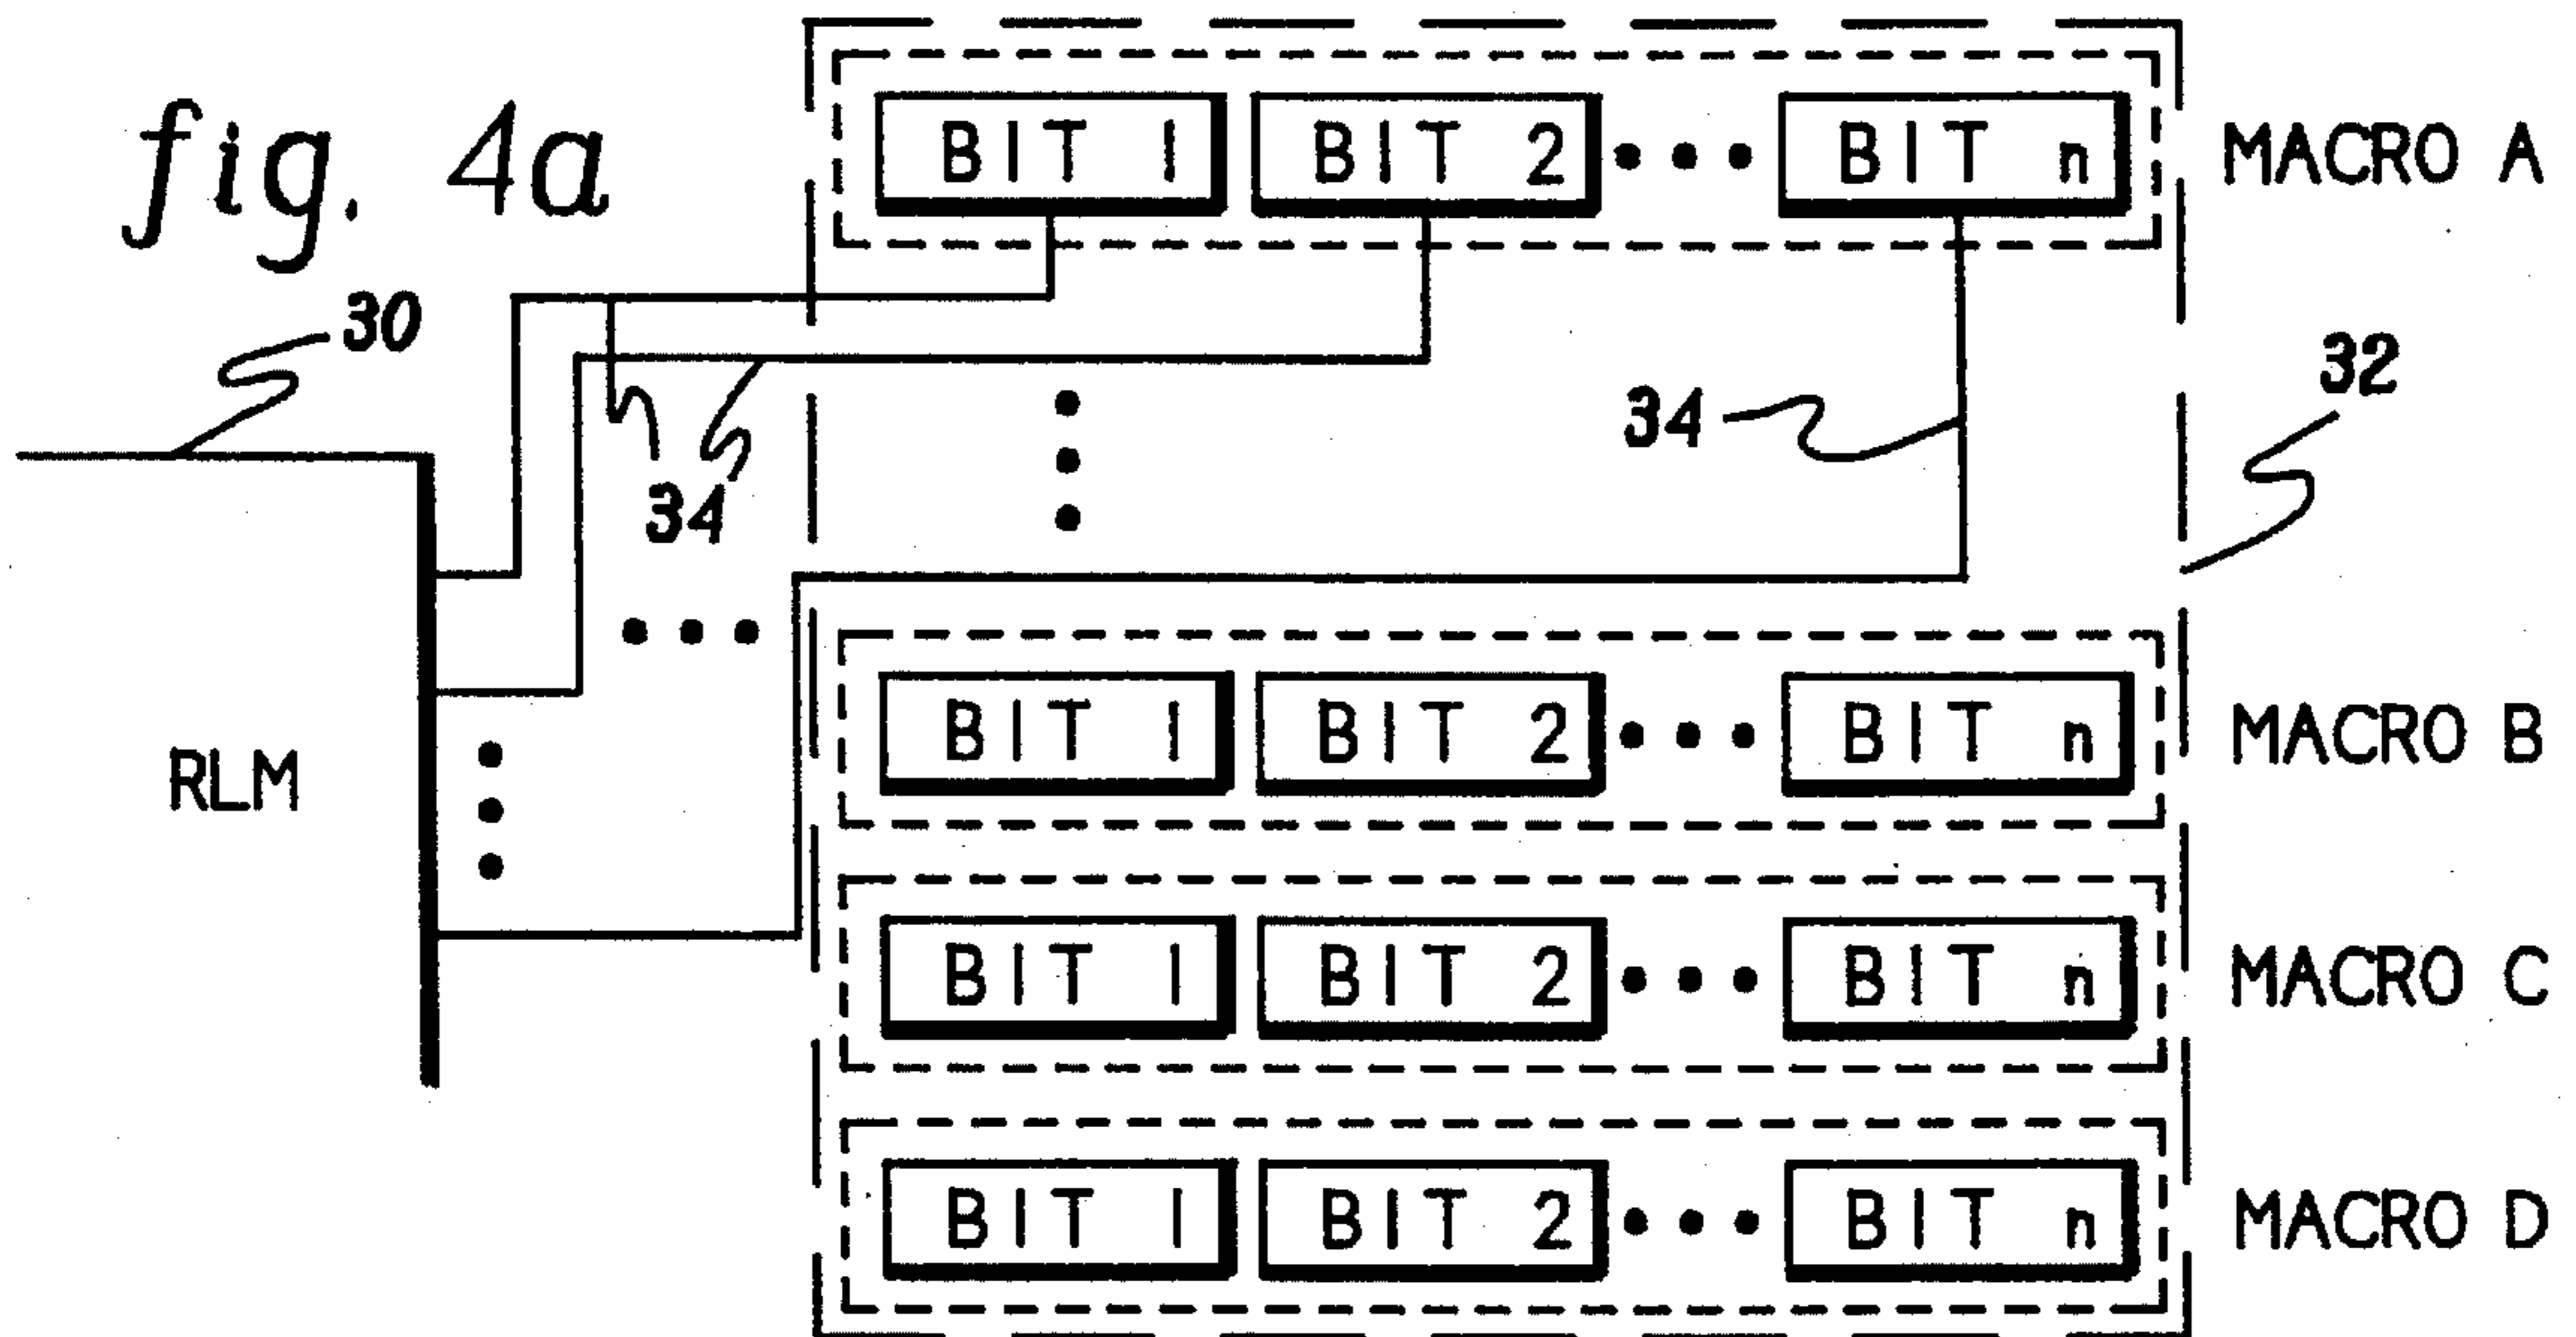 fig. 4a
BIT 1 BIT 2 ••• BIT n MACRO A
30
32
34
34
RLM
BIT 1 BIT 2 ••• BIT n MACRO B
BIT 1 BIT 2 ••• BIT n MACRO C
BIT 1 BIT 2 ••• BIT n MACRO D